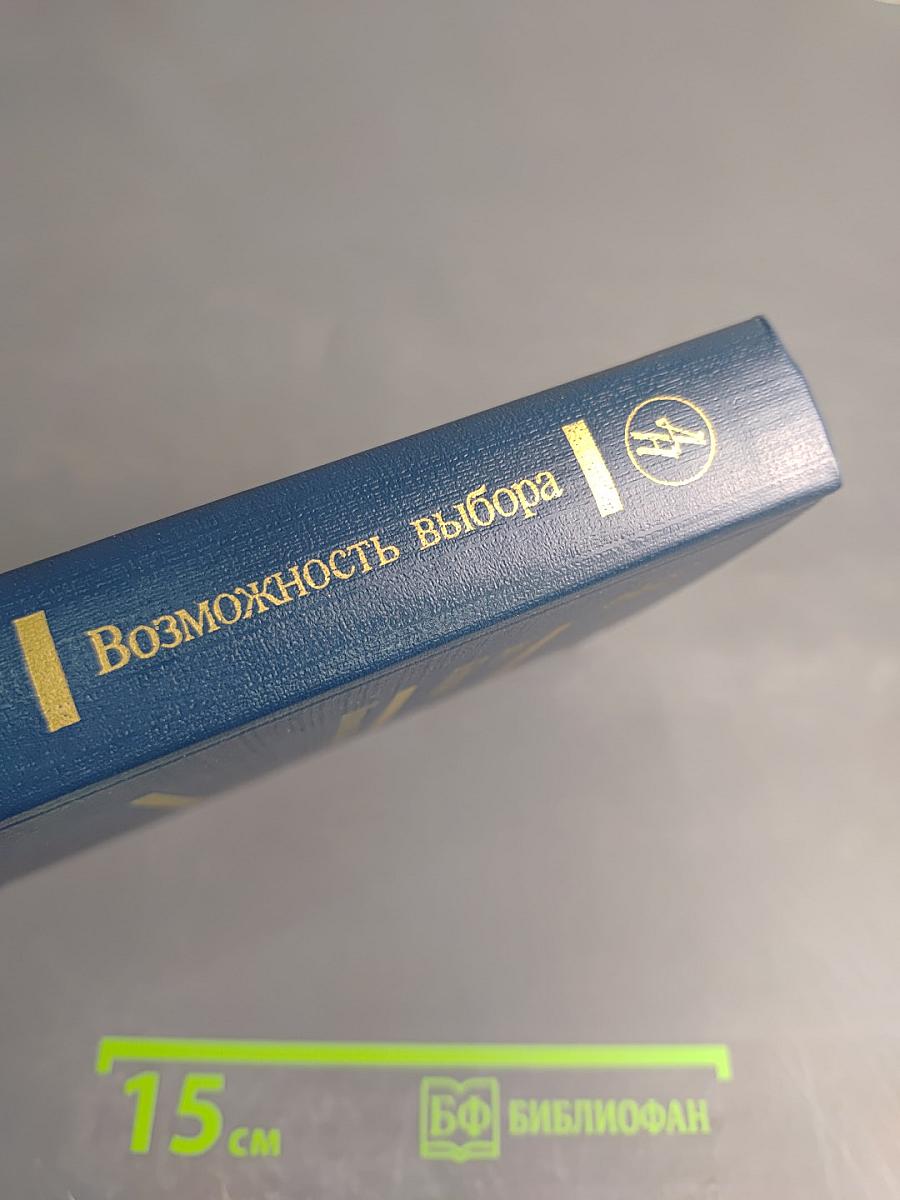 Возможность выбора
15 см
БФ БИБЛИОФАН